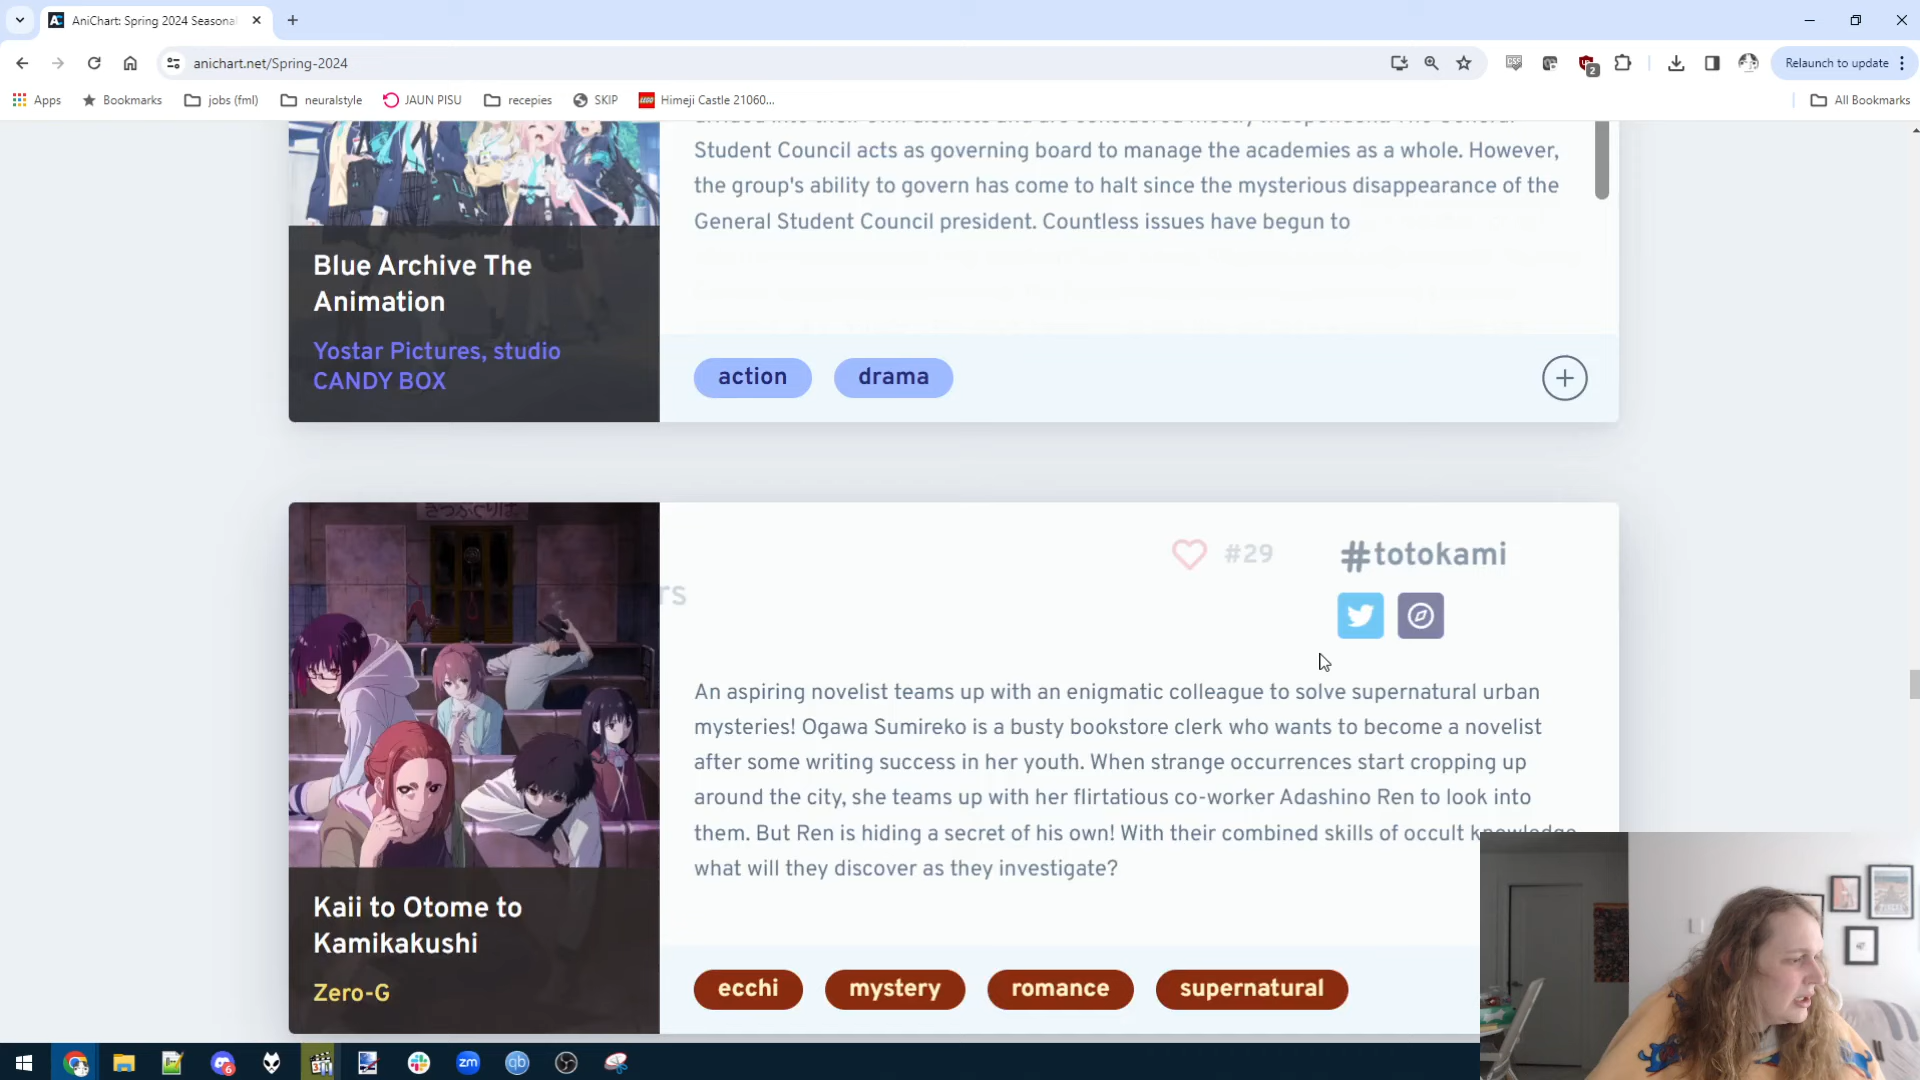 AniChart: Spring 2024 Seasonal
anichart.net/Spring-2024
2
Relaunch to update
Apps
Bookmarks
jobs (fml)
neuralstyle
JAUN PISU
recepies
SKIP
Himeji Castle 21060...
All Bookmarks
Student Council acts as governing board to manage the academies as a whole. However,
the group's ability to govern has come to halt since the mysterious disappearance of the
General Student Council president. Countless issues have begun to
Blue Archive The
Animation
Yostar Pictures, studio
CANDY BOX
action
drama
#29
#totokami
rs
An aspiring novelist teams up with an enigmatic colleague to solve supernatural urban
mysteries! Ogawa Sumireko is a busty bookstore clerk who wants to become a novelist
after some writing success in her youth. When strange occurrences start cropping up
around the city, she teams up with her flirtatious co-worker Adashino Ren to look into
them. But Ren is hiding a secret of his own! With their combined skills of occult knowledge
what will they discover as they investigate?
Kaii to Otome to
Kamikakushi
Zero-G
ecchi
mystery
romance
supernatural
zm
qb